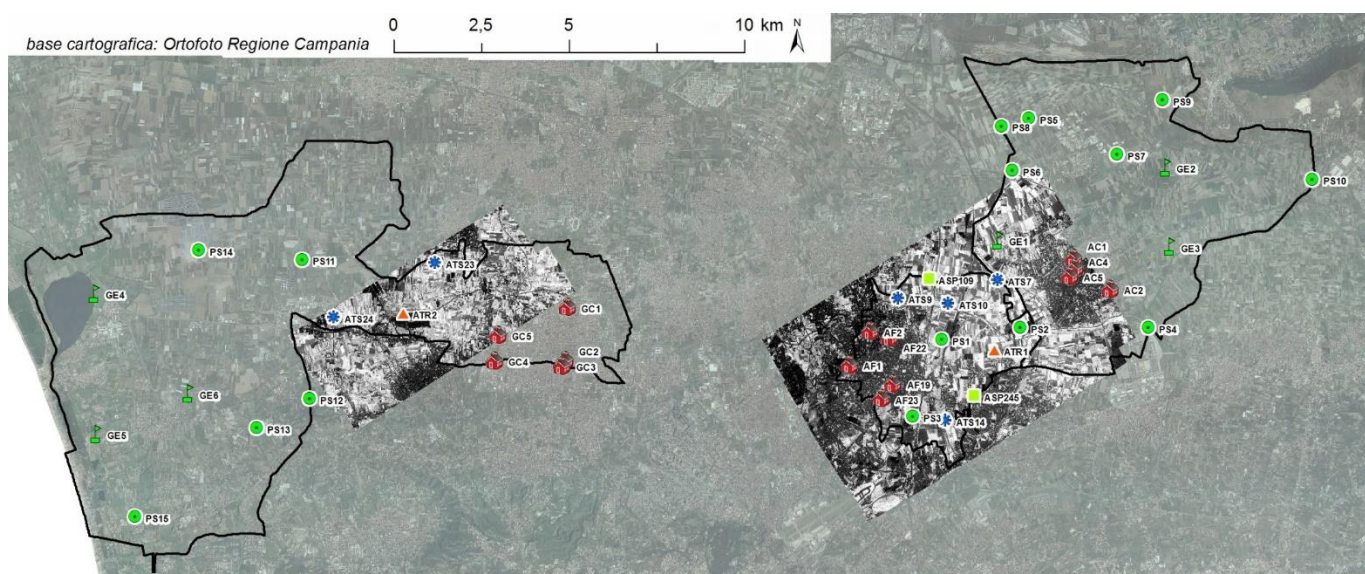 0 2,5 5 10 km N
base cartografica: Ortofoto Regione Campania
PS9
PS5
PS8
PS7
PS6
GE2
PS10
GE1
GE3
PS14
PS11
ATS23
AC1
AC4
AC5
AC2
ASP109
ATS7
GE4
ATS9
ATS10
GC1
ATS24
ATR2
PS2
PS4
GC5
AF2
AF22
PS1
ATR1
GC2
GC4
GC3
AF1
AF19
GE6
PS12
AF23
ASP245
PS3
ATS14
PS13
GE5
PS15